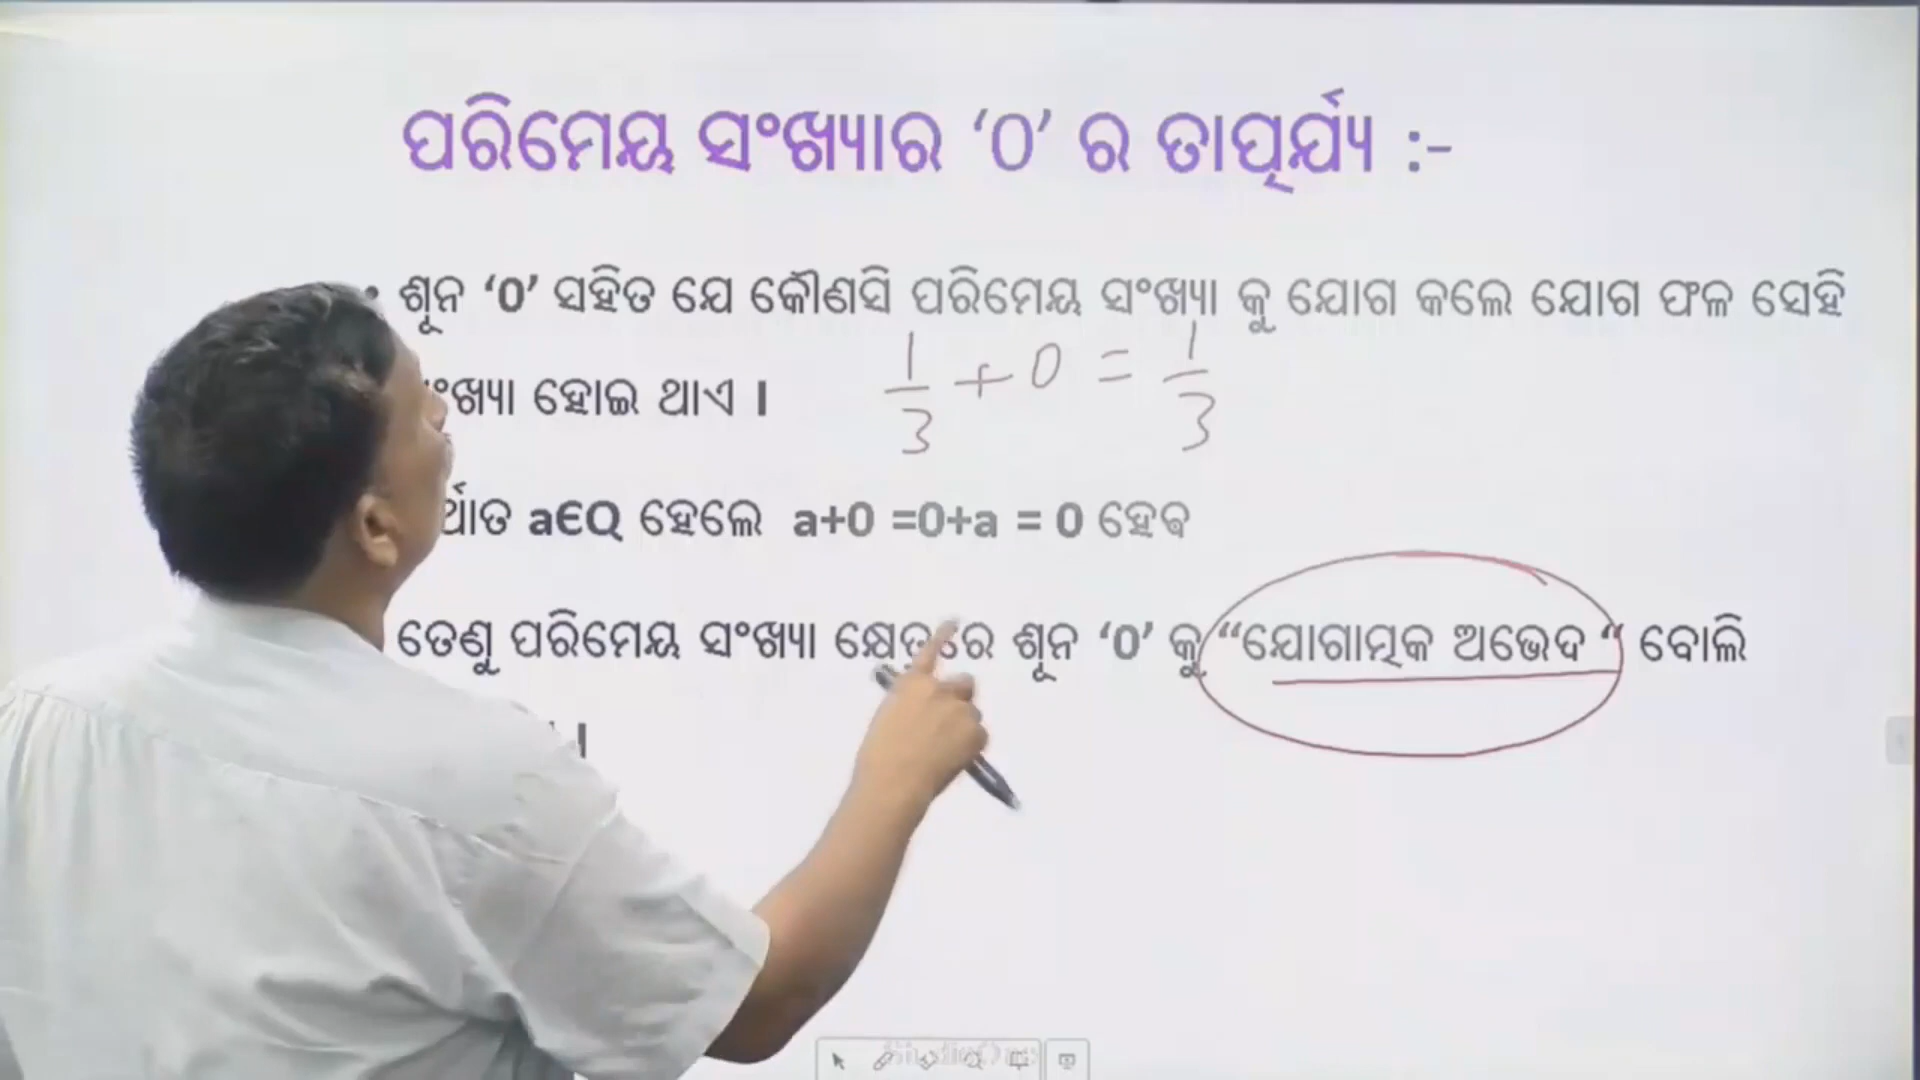 ପରିମେୟ ସଂଖ୍ୟାର ‘0’ ର ତାତ୍ପର୍ଯ୍ୟ :-
• ଶୂନ ‘0’ ସହିତ ଯେ କୌଣସି ପରିମେୟ ସଂଖ୍ୟା କୁ ଯୋଗ କଲେ ଯୋଗ ଫଳ ସେହି
ହୋଇ ଥାଏ ।
1/3 + 0 = 1/3
aЄQ ହେଲେ a+0 =0+a = 0 ହେବ
ତେଣୁ ପରିମେୟ ସଂଖ୍ୟା କ୍ଷେତ୍ରରେ ଶୂନ ‘0’ କୁ “ଯୋଗାତ୍ମକ ଅଭେଦ “ ବୋଲି
।